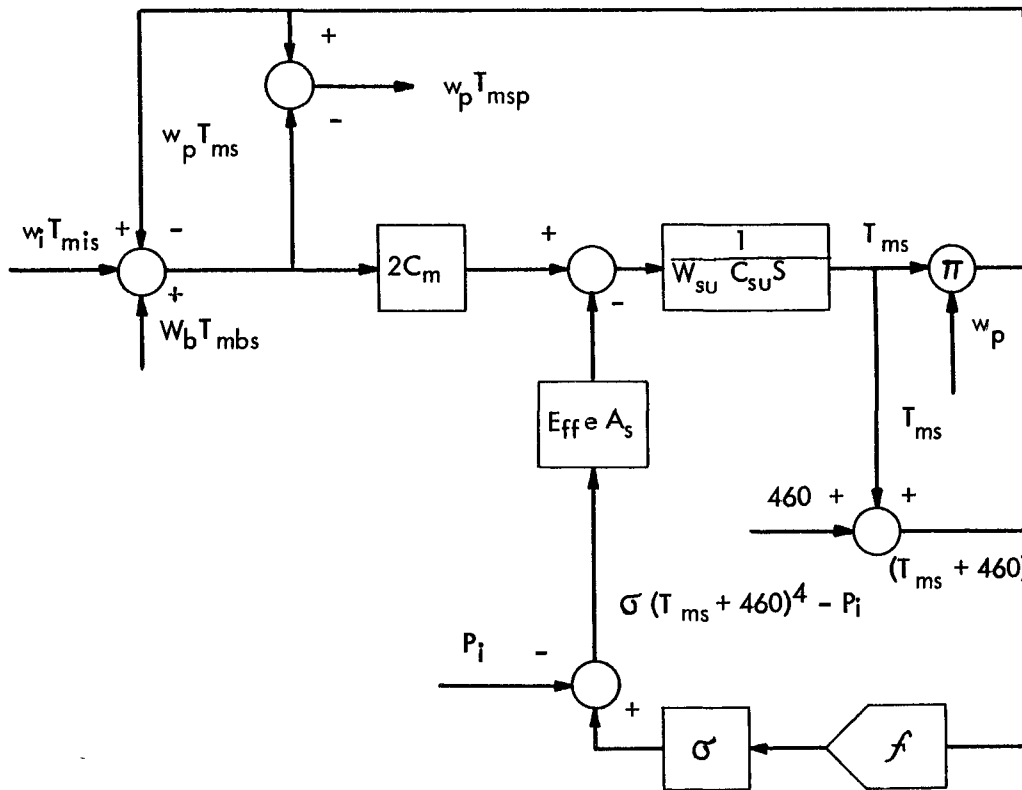 +
-
w_p T_msp
w_p T_ms
w_i T_mis
+
-
+
W_b T_mbs
2C_m
+
-
1
W_su C_su S
T_ms
π
w_p
E_ff e A_s
T_ms
460 +
+
(T_ms + 460)
σ (T_ms + 460)^4 - P_i
P_i
-
+
σ
f